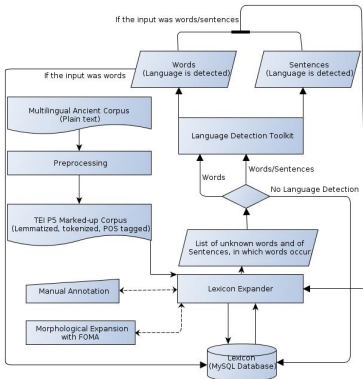 If the input was words/sentences
Words
(Language is detected)
Sentences
(Language is detected)
If the input was words
Multilingual Ancient Corpus
(Plain text)
Language Detection Toolkit
Preprocessing
Words/Sentences
Words
No Language Detection
TEI P5 Marked-up Corpus
(Lemmatized, tokenized, POS tagged)
List of unknown words and of
Sentences, in which words occur
Manual Annotation
Lexicon Expander
Morphological Expansion
with FOMA
Lexicon
(MySQL Database)